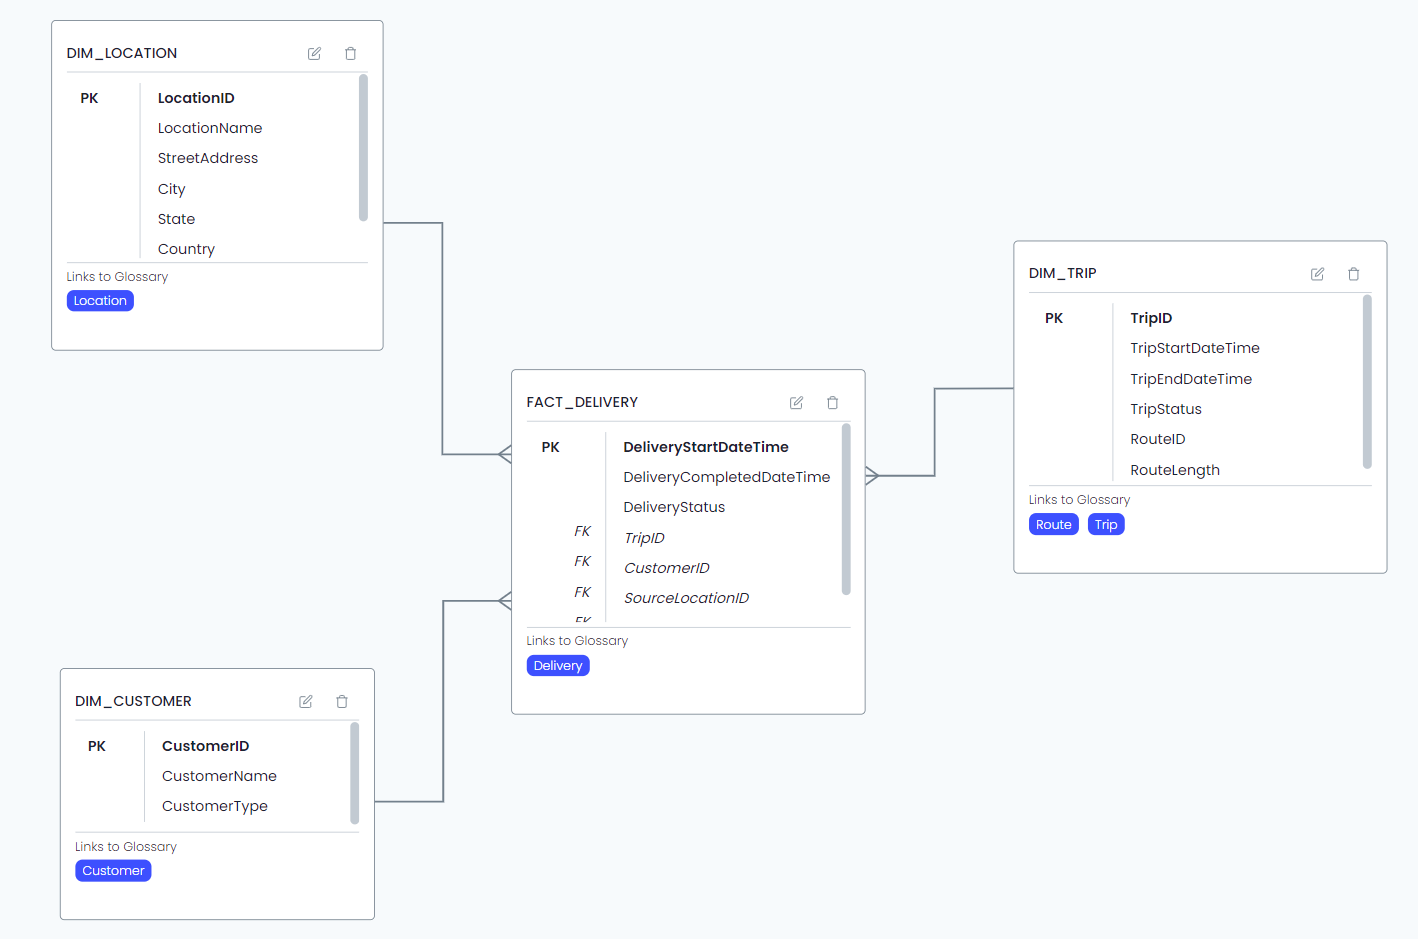 DIM_LOCATION
PK LocationID
LocationName
StreetAddress
City
State
Country
Links to Glossary
Location
DIM_TRIP
PK TripID
TripStartDateTime
TripEndDateTime
TripStatus
RouteID
RouteLength
Links to Glossary
Route Trip
FACT_DELIVERY
PK DeliveryStartDateTime
DeliveryCompletedDateTime
DeliveryStatus
FK TripID
FK CustomerID
FK SourceLocationID
FK
Links to Glossary
Delivery
DIM_CUSTOMER
PK CustomerID
CustomerName
CustomerType
Links to Glossary
Customer